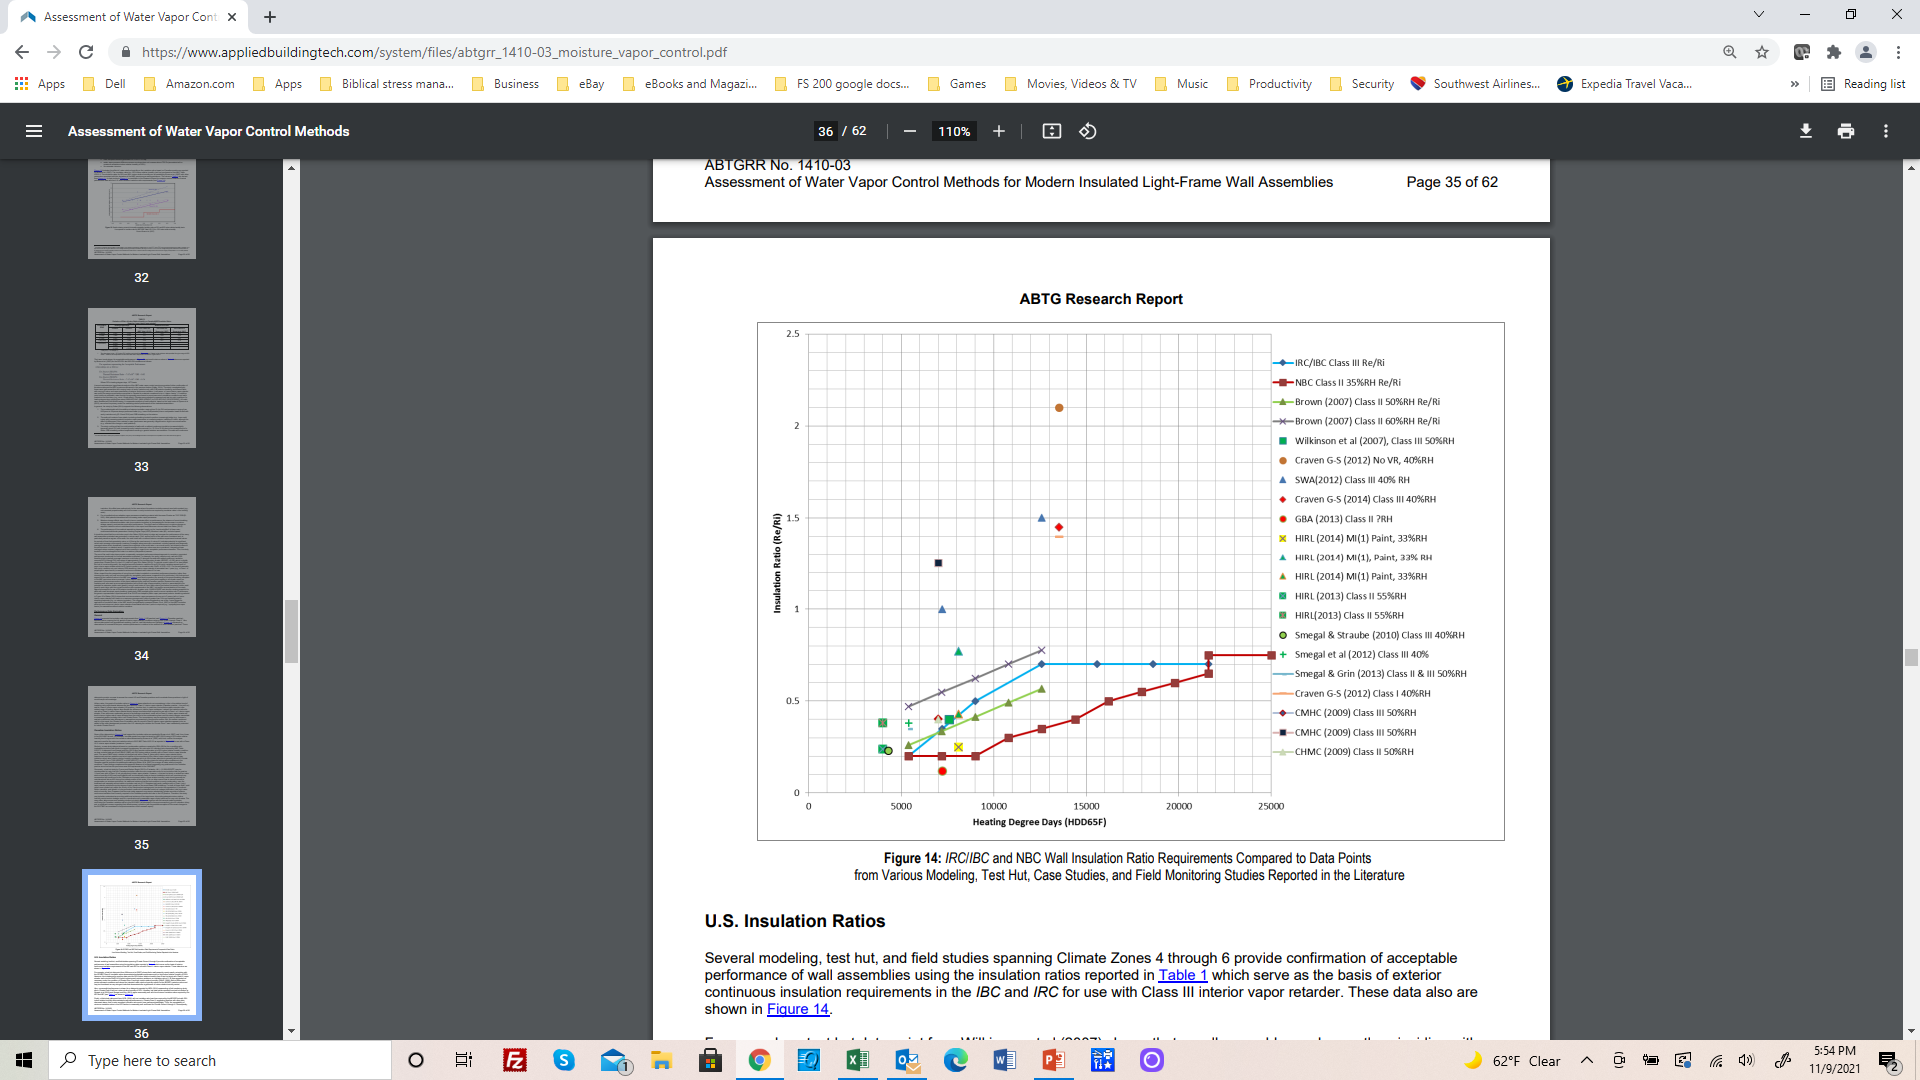 Assessment of Water Vapor Cont
https://www.appliedbuildingtech.com/system/files/abtgrr_1410-03_moisture_vapor_control.pdf
Apps
Dell
Amazon.com
Apps
Biblical stress mana...
Business
eBay
eBooks and Magazi...
FS 200 google docs...
Games
Movies, Videos & TV
Music
Productivity
Security
Southwest Airlines...
Expedia Travel Vaca...
»
Reading list
Assessment of Water Vapor Control Methods
36 / 62
110%
32
33
34
35
36
ABTGRR No. 1410-03
Assessment of Water Vapor Control Methods for Modern Insulated Light-Frame Wall Assemblies Page 35 of 62
ABTG Research Report
2.5
2
1.5
1
0.5
0
Insulation Ratio (Re/Ri)
0 5000 10000 15000 20000 25000
Heating Degree Days (HDD65F)
IRC/IBC Class III Re/Ri
NBC Class II 35%RH Re/Ri
Brown (2007) Class II 50%RH Re/Ri
Brown (2007) Class II 60%RH Re/Ri
Wilkinson et al (2007), Class III 50%RH
Craven G-S (2012) No VR, 40%RH
SWA(2012) Class III 40% RH
Craven G-S (2014) Class III 40%RH
GBA (2013) Class II ?RH
HIRL (2014) MI(1) Paint, 33%RH
HIRL (2014) MI(1), Paint, 33% RH
HIRL (2014) MI(1) Paint, 33%RH
HIRL (2013) Class II 55%RH
HIRL(2013) Class II 55%RH
Smegal & Straube (2010) Class III 40%RH
Smegal et al (2012) Class III 40%
Smegal & Grin (2013) Class II & III 50%RH
Craven G-S (2012) Class I 40%RH
CMHC (2009) Class III 50%RH
CMHC (2009) Class III 50%RH
CHMC (2009) Class II 50%RH
Figure 14: IRC/IBC and NBC Wall Insulation Ratio Requirements Compared to Data Points
from Various Modeling, Test Hut, Case Studies, and Field Monitoring Studies Reported in the Literature
U.S. Insulation Ratios
Several modeling, test hut, and field studies spanning Climate Zones 4 through 6 provide confirmation of acceptable
performance of wall assemblies using the insulation ratios reported in Table 1 which serve as the basis of exterior
continuous insulation requirements in the IBC and IRC for use with Class III interior vapor retarder. These data also are
shown in Figure 14.
Type here to search
1
62°F Clear
5:54 PM
11/9/2021
2